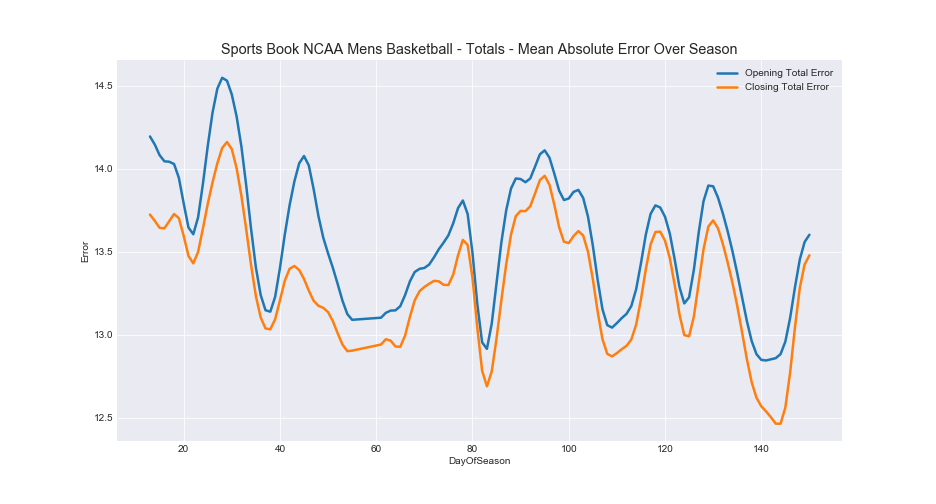 Sports Book NCAA Mens Basketball - Totals - Mean Absolute Error Over Season
Opening Total Error
Closing Total Error
14.5
14.0
13.5
13.0
12.5
Error
20 40 60 80 100 120 140
DayOfSeason